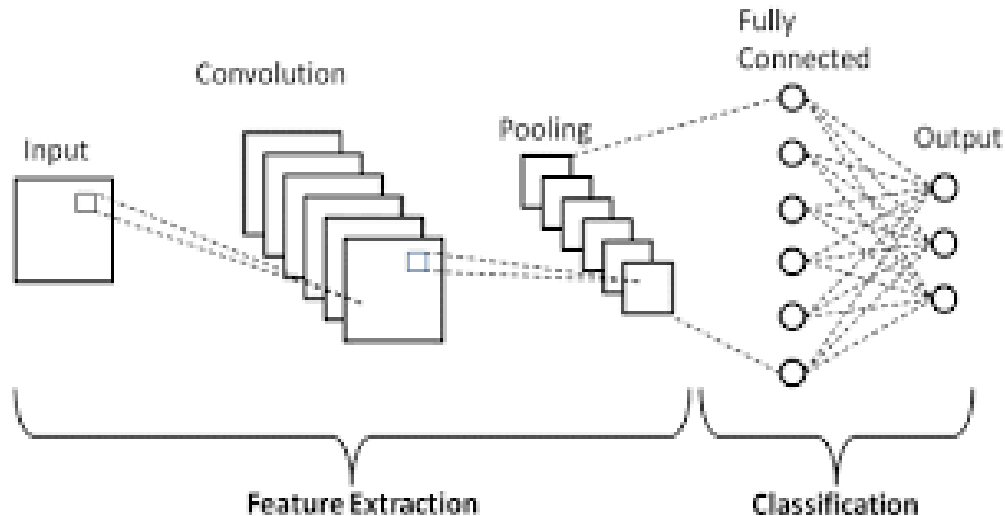 Fully
Connected
Convolution
Pooling
Output
Input
Feature Extraction
Classification